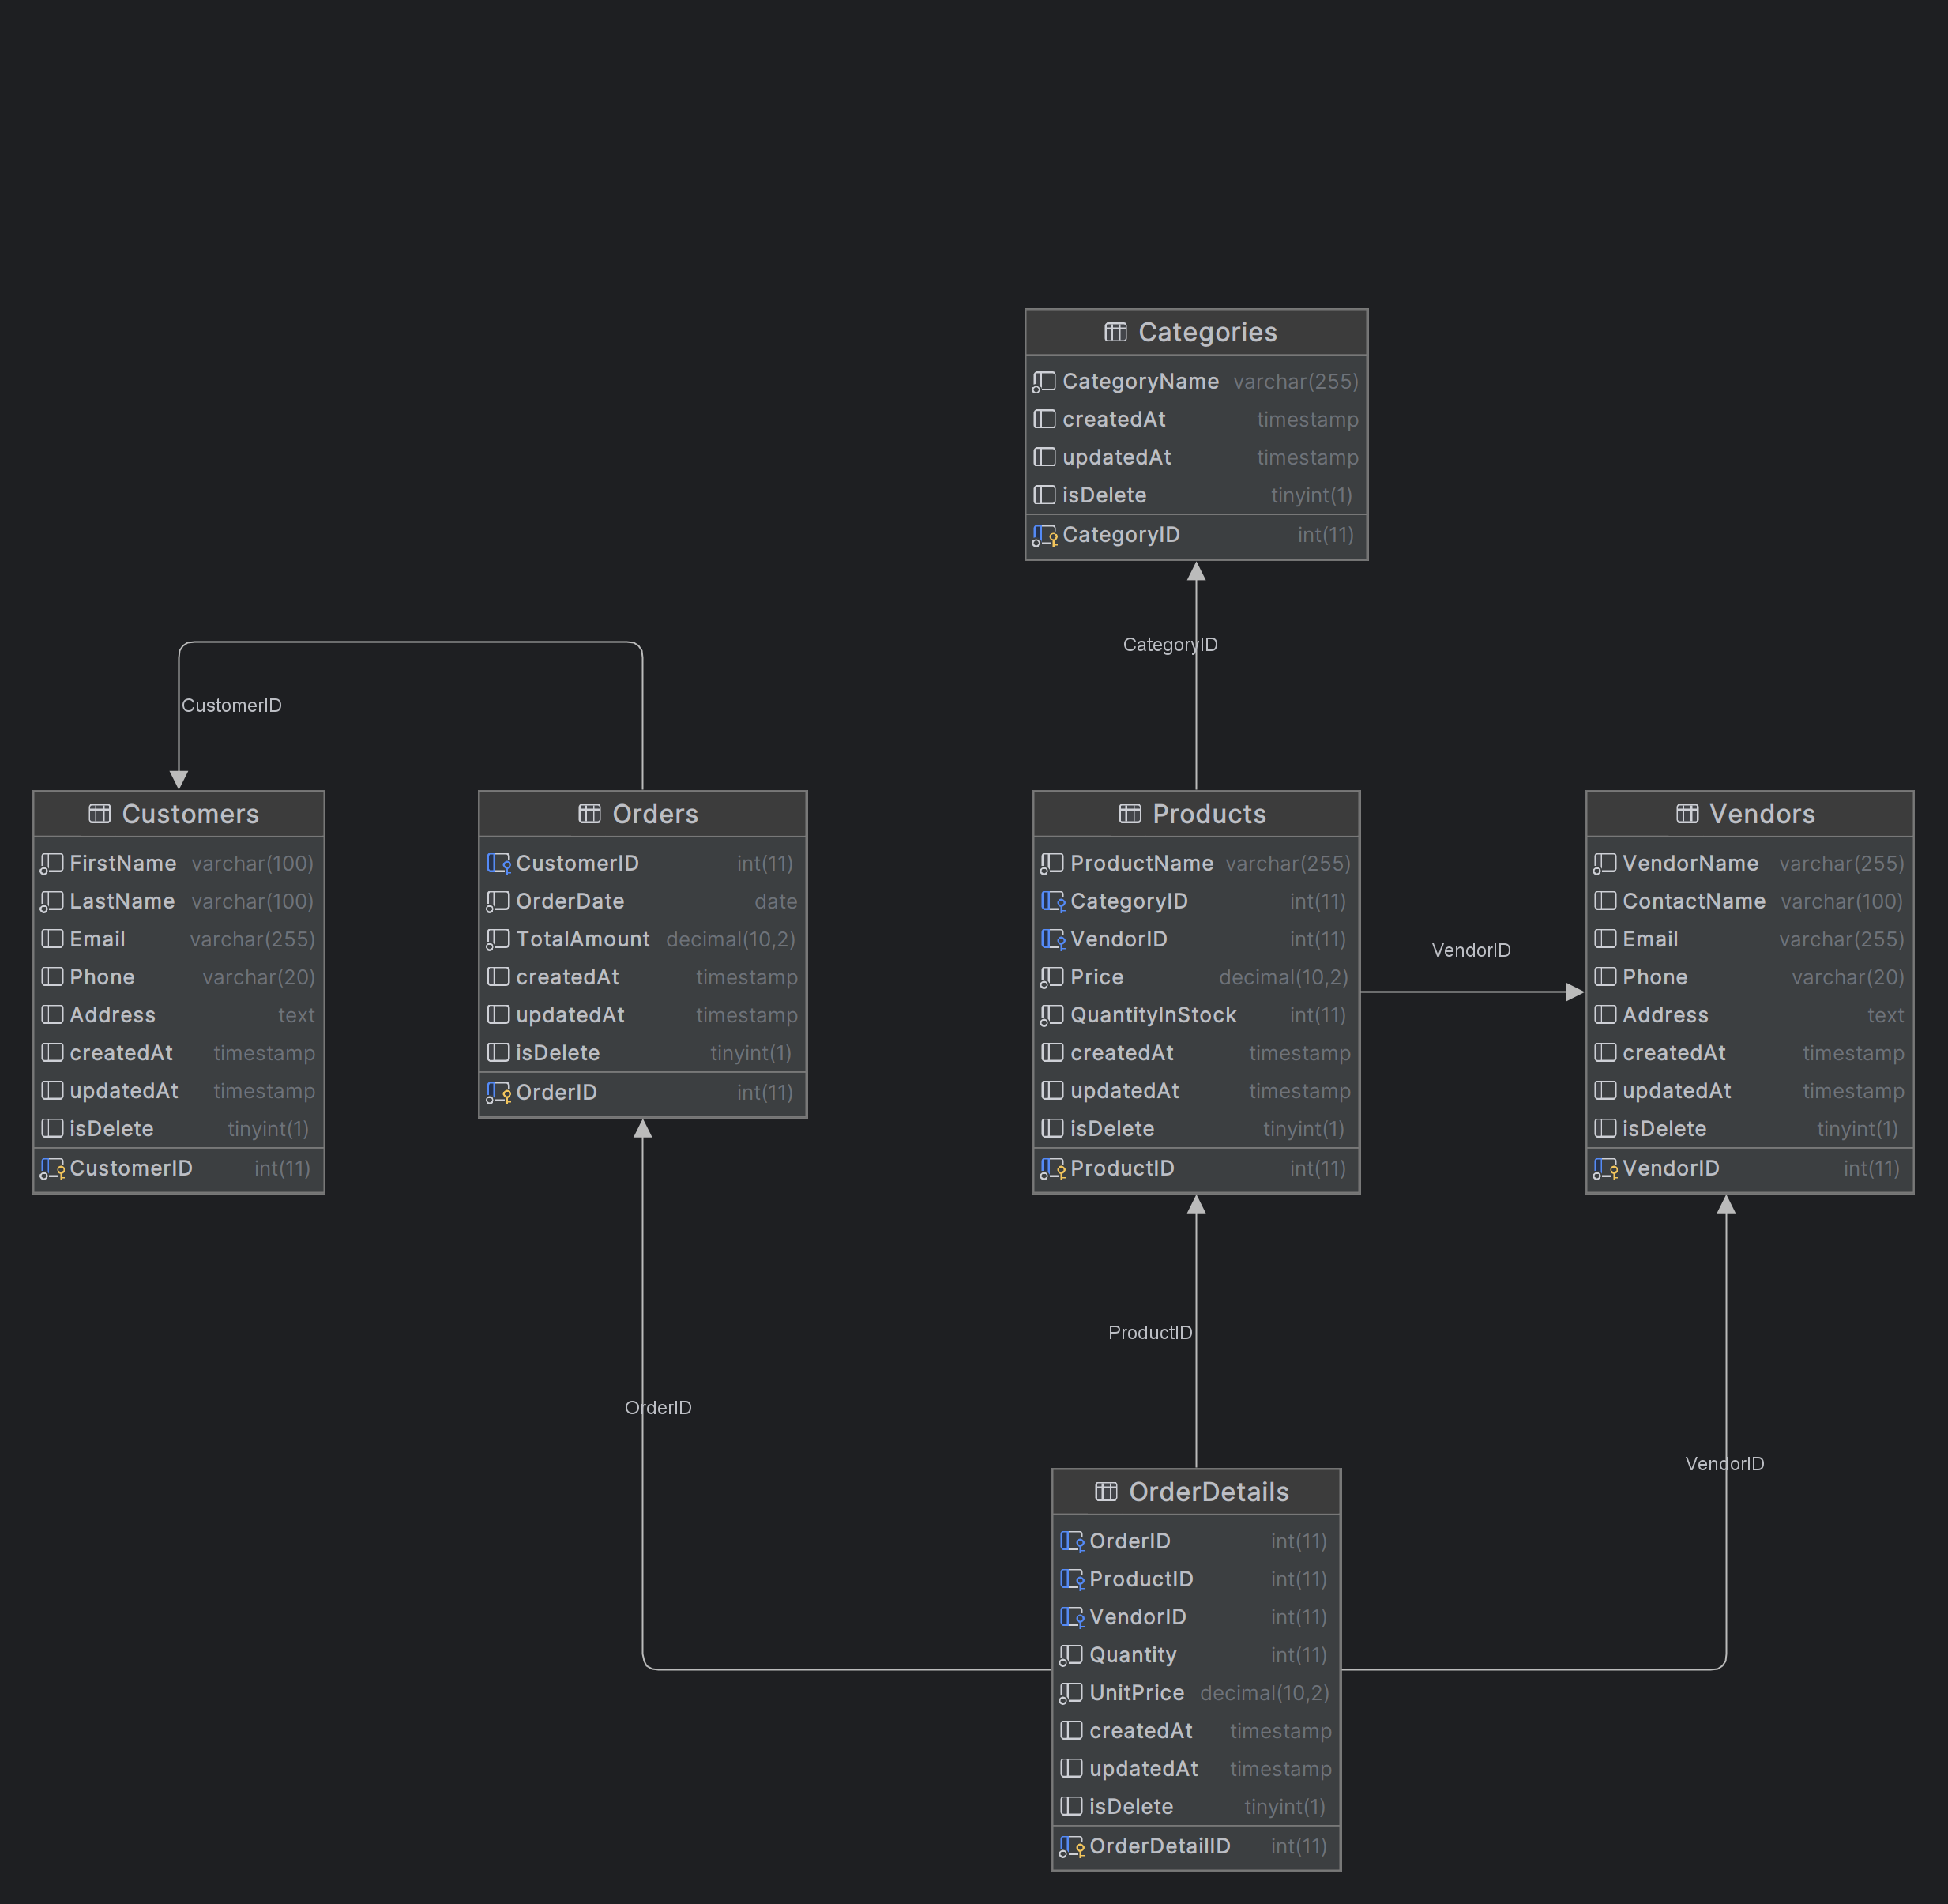 Categories
CategoryName varchar(255)
createdAt timestamp
updatedAt timestamp
isDelete tinyint(1)
CategoryID int(11)
CategoryID
CustomerID
Customers
FirstName varchar(100)
LastName varchar(100)
Email varchar(255)
Phone varchar(20)
Address text
createdAt timestamp
updatedAt timestamp
isDelete tinyint(1)
CustomerID int(11)
Orders
CustomerID int(11)
OrderDate date
TotalAmount decimal(10,2)
createdAt timestamp
updatedAt timestamp
isDelete tinyint(1)
OrderID int(11)
Products
ProductName varchar(255)
CategoryID int(11)
VendorID int(11)
Price decimal(10,2)
QuantityInStock int(11)
createdAt timestamp
updatedAt timestamp
isDelete tinyint(1)
ProductID int(11)
VendorID
Vendors
VendorName varchar(255)
ContactName varchar(100)
Email varchar(255)
Phone varchar(20)
Address text
createdAt timestamp
updatedAt timestamp
isDelete tinyint(1)
VendorID int(11)
ProductID
OrderID
VendorID
OrderDetails
OrderID int(11)
ProductID int(11)
VendorID int(11)
Quantity int(11)
UnitPrice decimal(10,2)
createdAt timestamp
updatedAt timestamp
isDelete tinyint(1)
OrderDetailID int(11)